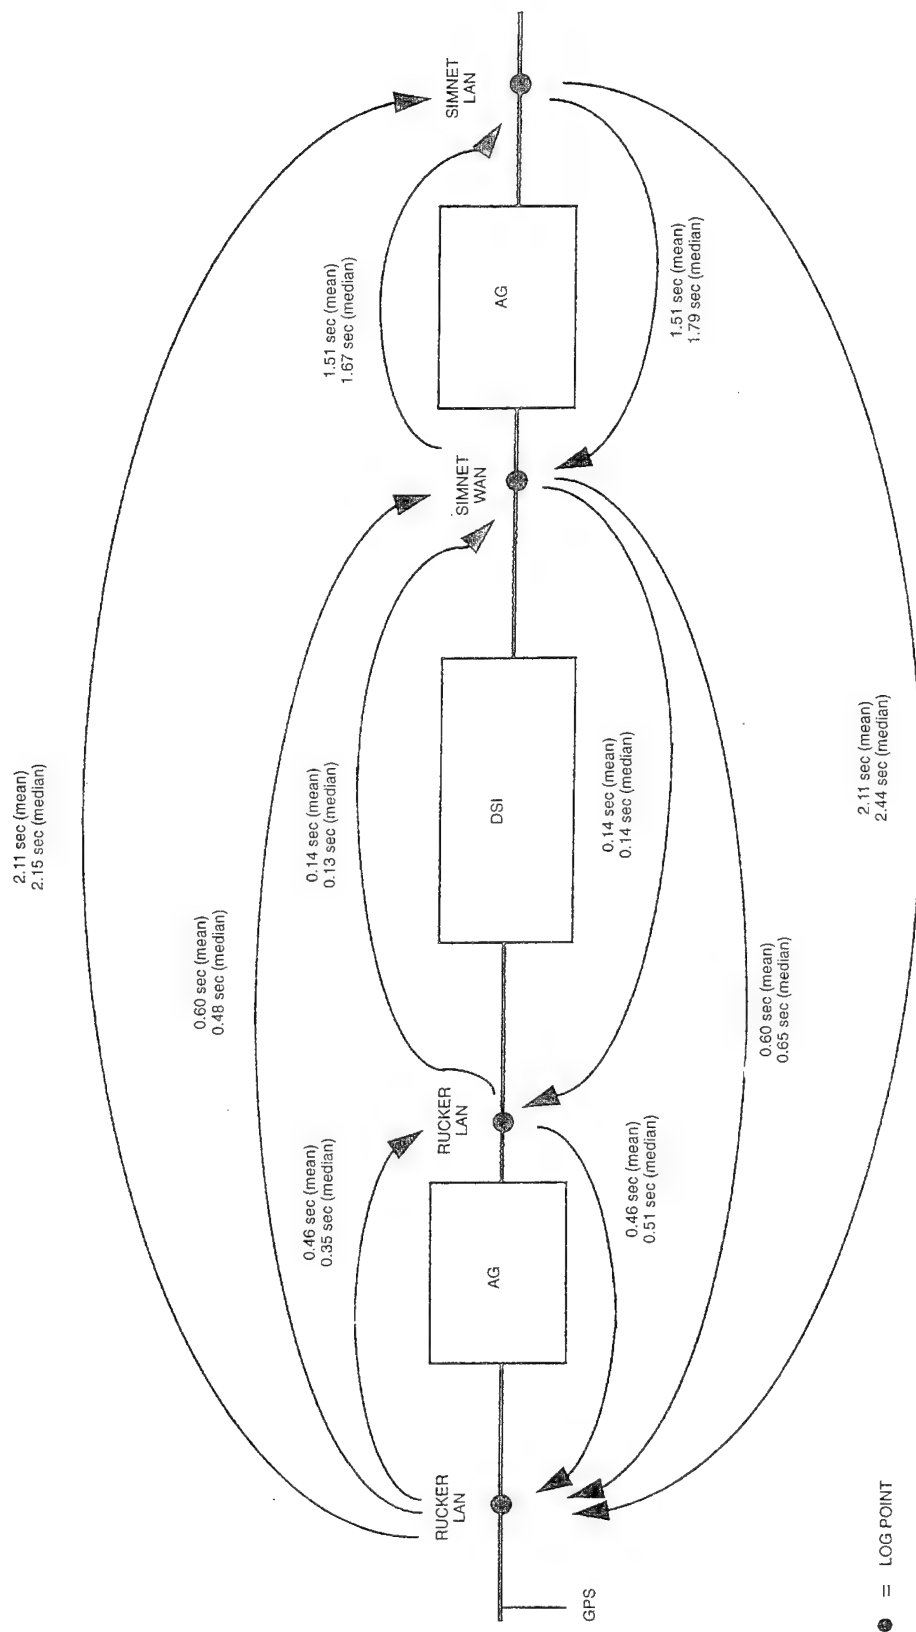 2.11 sec (mean)
2.15 sec (median)
0.60 sec (mean)
0.48 sec (median)
0.46 sec (mean)
0.35 sec (median)
0.14 sec (mean)
0.13 sec (median)
1.51 sec (mean)
1.67 sec (median)
RUCKER
LAN
RUCKER
LAN
SIMNET
WAN
SIMNET
LAN
AG
DSI
AG
GPS
0.46 sec (mean)
0.51 sec (median)
0.14 sec (mean)
0.14 sec (median)
1.51 sec (mean)
1.79 sec (median)
0.60 sec (mean)
0.65 sec (median)
2.11 sec (mean)
2.44 sec (median)
= LOG POINT